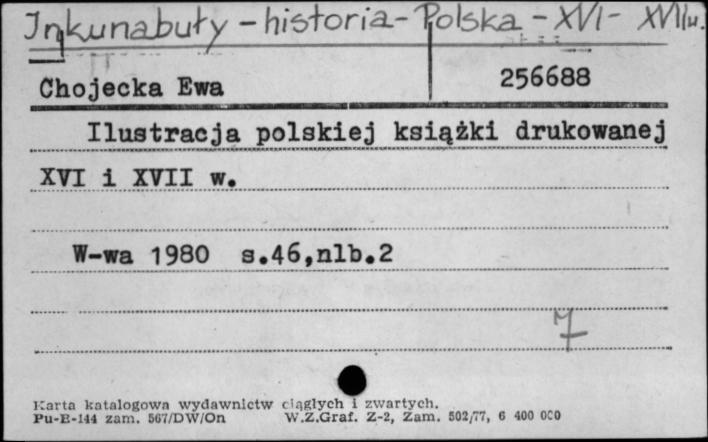 Inkunabuły - historia - Polska - XVI - XVII w.
Chojecka Ewa 256688
Ilustracja polskiej książki drukowanej
XVI i XVII w.
W-wa 1980 s.46,nlb.2
Karta katalogowa wydawnictw ciągłych i zwartych.
Pu-E-144 zam. 567/DW/On W.Z.Graf. Z-2, Zam. 502/77, 6 400 000